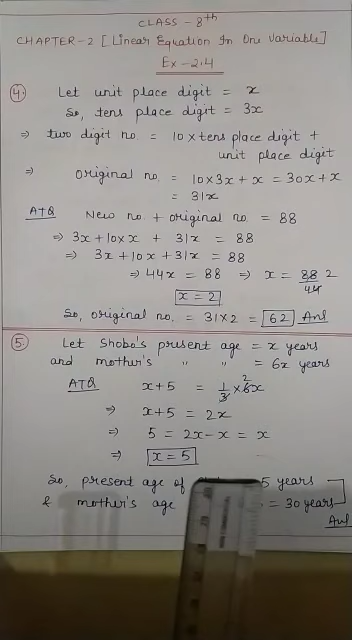 CLASS - 8th
CHAPTER-2 [Linear Equation In One Variable]
Ex-2.4
4. Let unit place digit = x
So, tens place digit = 3x
⇒ two digit no. = 10 x tens place digit +
unit place digit
⇒ original no. = 10x3x + x = 30x+x
= 31x
ATQ New no. + original no. = 88
⇒ 3x+10xx + 31x = 88
⇒ 3x+10x+31x = 88
⇒ 44x = 88 ⇒ x = 88/44 2
x = 2
So, original no. = 31x2 = 62 Ans
5. Let Shobo's present age = x years
and mother's " " = 6x years
ATQ x+5 = 1/3 x 6x 2
⇒ x+5 = 2x
⇒ 5 = 2x-x = x
⇒ x = 5
So, present age of 5 years
& mother's age = 30 years
Ans